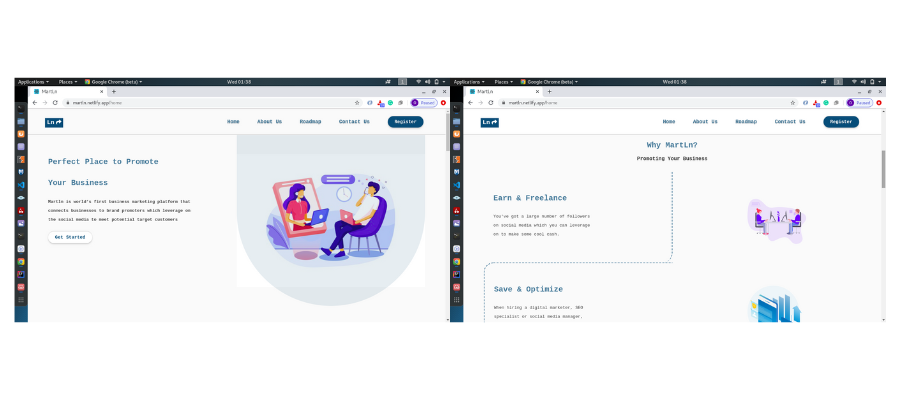 Applications Places Google Chrome (beta) Wed 01:38 1
MartLn
martln.netlify.app/home Paused
Ln
Home About Us Roadmap Contact Us Register
Perfect Place to Promote
Your Business
Martln is world's first business marketing platform that
connects businesses to brand promoters which leverage on
the social media to meet potential target customers
Get Started
Applications Places Google Chrome (beta) Wed 01:38 1
MartLn
martln.netlify.app/home Paused
Ln
Home About Us Roadmap Contact Us Register
Why MartLn?
Promoting Your Business
Earn & Freelance
You've got a large number of followers
on social media which you can leverage
on to make some cool cash.
Save & Optimize
When hiring a digital marketer, SEO
specialist or social media manager,